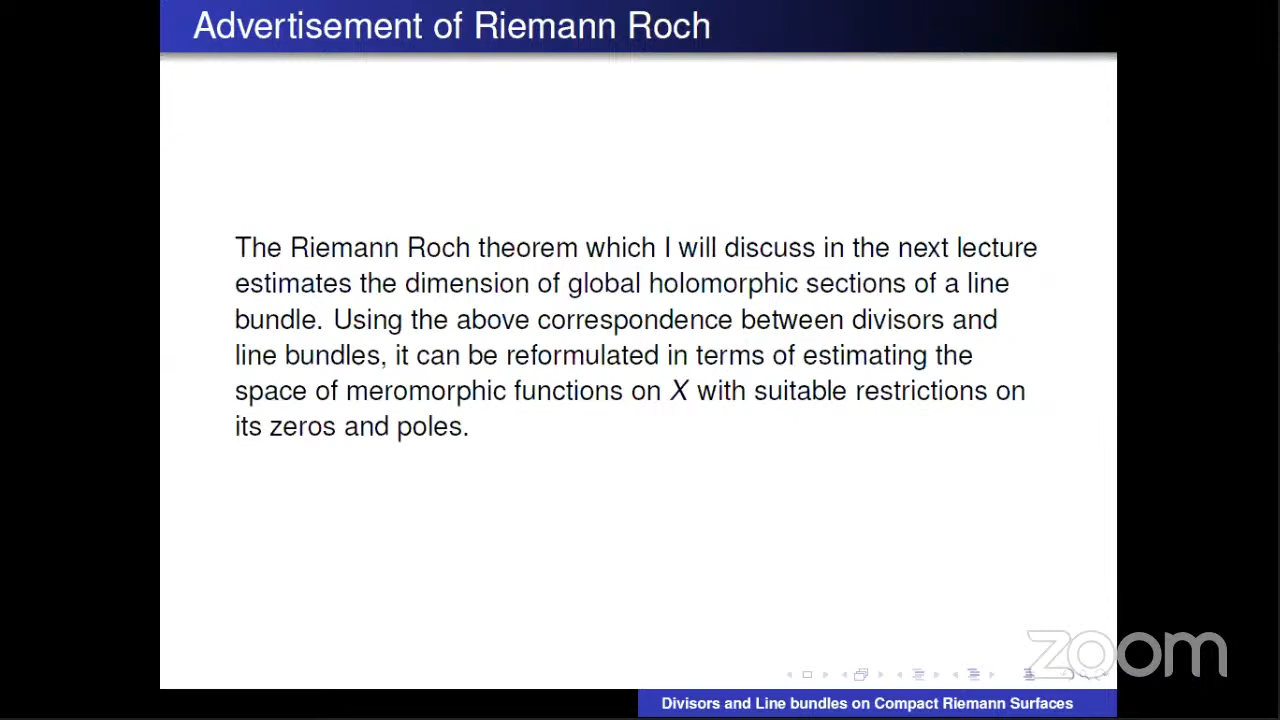 Advertisement of Riemann Roch
The Riemann Roch theorem which I will discuss in the next lecture
estimates the dimension of global holomorphic sections of a line
bundle. Using the above correspondence between divisors and
line bundles, it can be reformulated in terms of estimating the
space of meromorphic functions on X with suitable restrictions on
its zeros and poles.
zoom
Divisors and Line bundles on Compact Riemann Surfaces